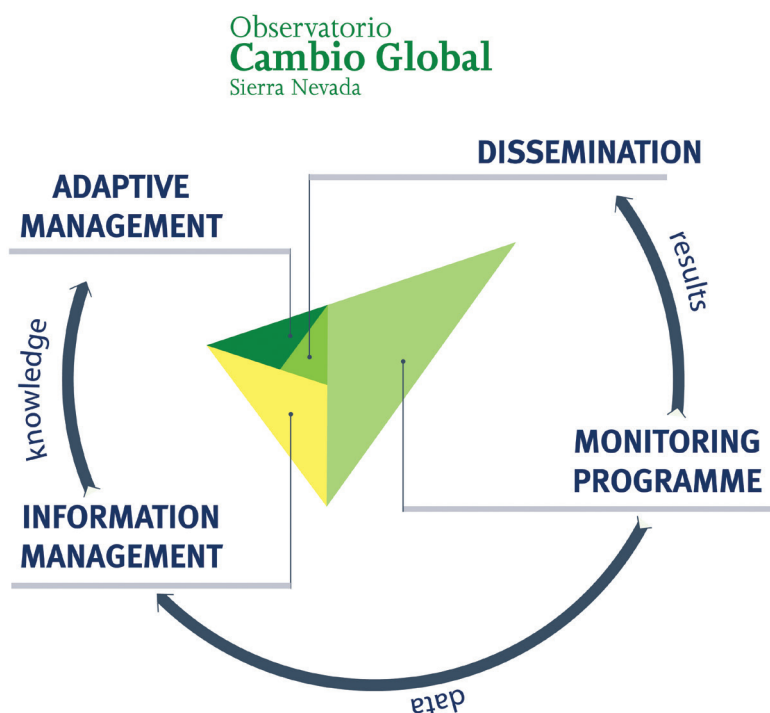 Observatorio
Cambio Global
Sierra Nevada
DISSEMINATION
ADAPTIVE
MANAGEMENT
results
knowledge
MONITORING
PROGRAMME
INFORMATION
MANAGEMENT
data